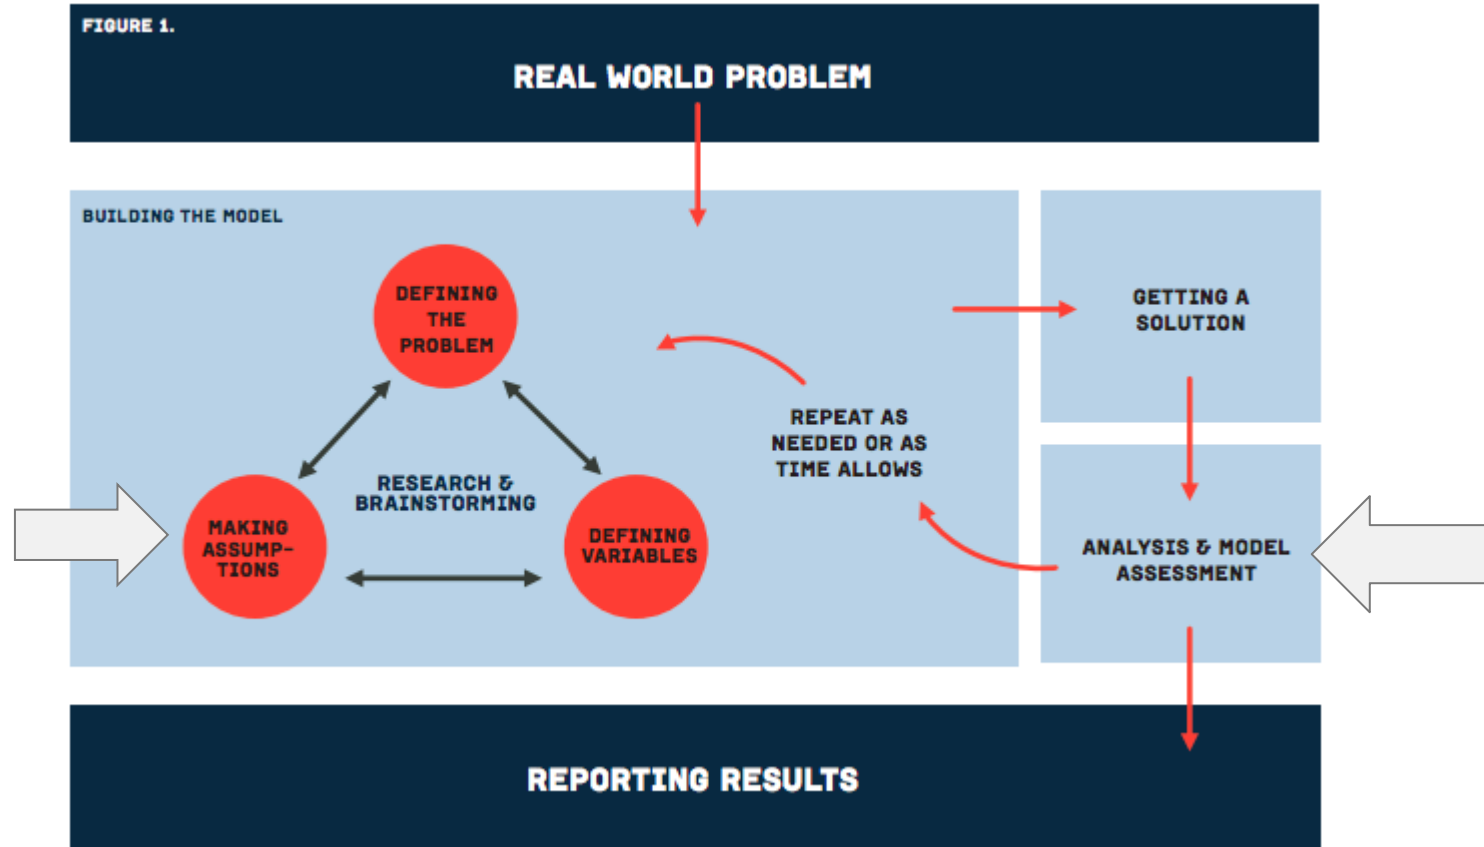 FIGURE 1.
REAL WORLD PROBLEM
BUILDING THE MODEL
DEFINING
THE
PROBLEM
GETTING A
SOLUTION
REPEAT AS
NEEDED OR AS
TIME ALLOWS
RESEARCH &
BRAINSTORMING
MAKING
ASSUMP-
TIONS
DEFINING
VARIABLES
ANALYSIS & MODEL
ASSESSMENT
REPORTING RESULTS